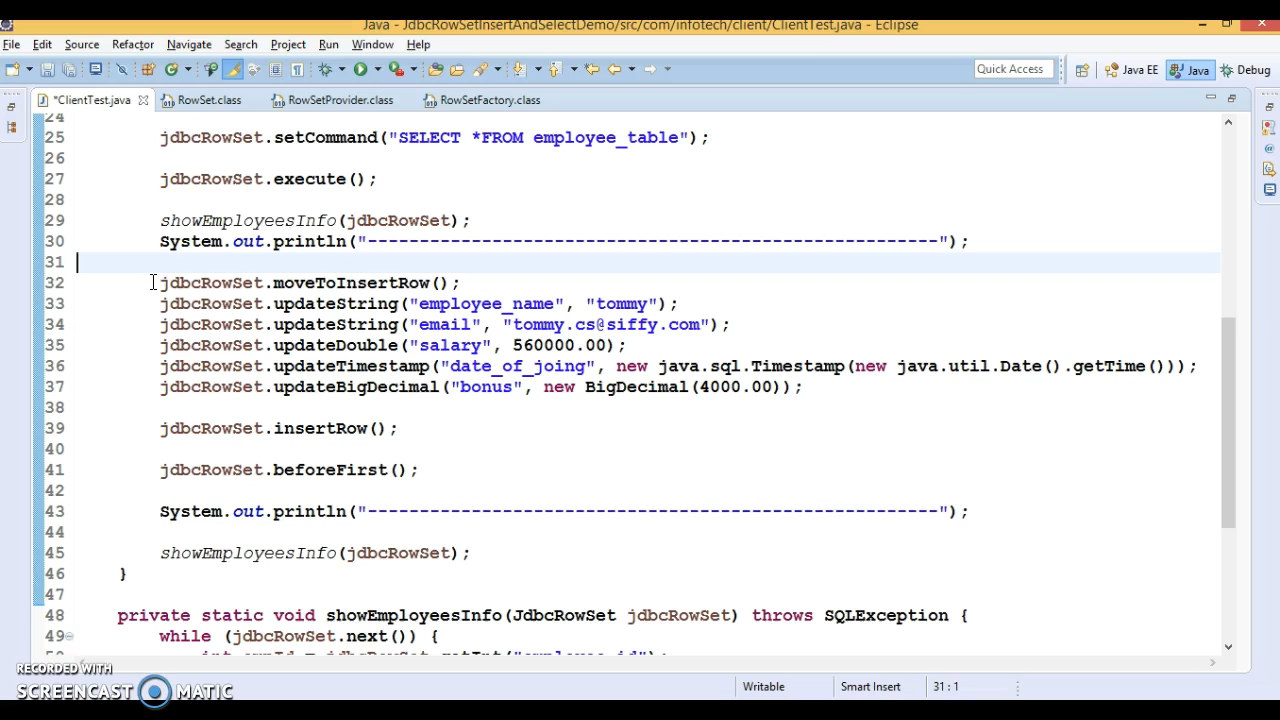 Java - JdbcRowSetInsertAndSelectDemo/src/com/infotech/client/ClientTest.java - Eclipse
File Edit Source Refactor Navigate Search Project Run Window Help
Quick Access Java EE Java Debug
*ClientTest.java RowSet.class RowSetProvider.class RowSetFactory.class
24
25 jdbcRowSet.setCommand("SELECT *FROM employee_table");
26
27 jdbcRowSet.execute();
28
29 showEmployeesInfo(jdbcRowSet);
30 System.out.println("-------------------------------------------------------");
31
32 jdbcRowSet.moveToInsertRow();
33 jdbcRowSet.updateString("employee_name", "tommy");
34 jdbcRowSet.updateString("email", "tommy.cs@siffy.com");
35 jdbcRowSet.updateDouble("salary", 560000.00);
36 jdbcRowSet.updateTimestamp("date_of_joing", new java.sql.Timestamp(new java.util.Date().getTime()));
37 jdbcRowSet.updateBigDecimal("bonus", new BigDecimal(4000.00));
38
39 jdbcRowSet.insertRow();
40
41 jdbcRowSet.beforeFirst();
42
43 System.out.println("-------------------------------------------------------");
44
45 showEmployeesInfo(jdbcRowSet);
46 }
47
48 private static void showEmployeesInfo(JdbcRowSet jdbcRowSet) throws SQLException {
49 while (jdbcRowSet.next()) {
RECORDED WITH
SCREENCAST MATIC
Writable Smart Insert 31 : 1